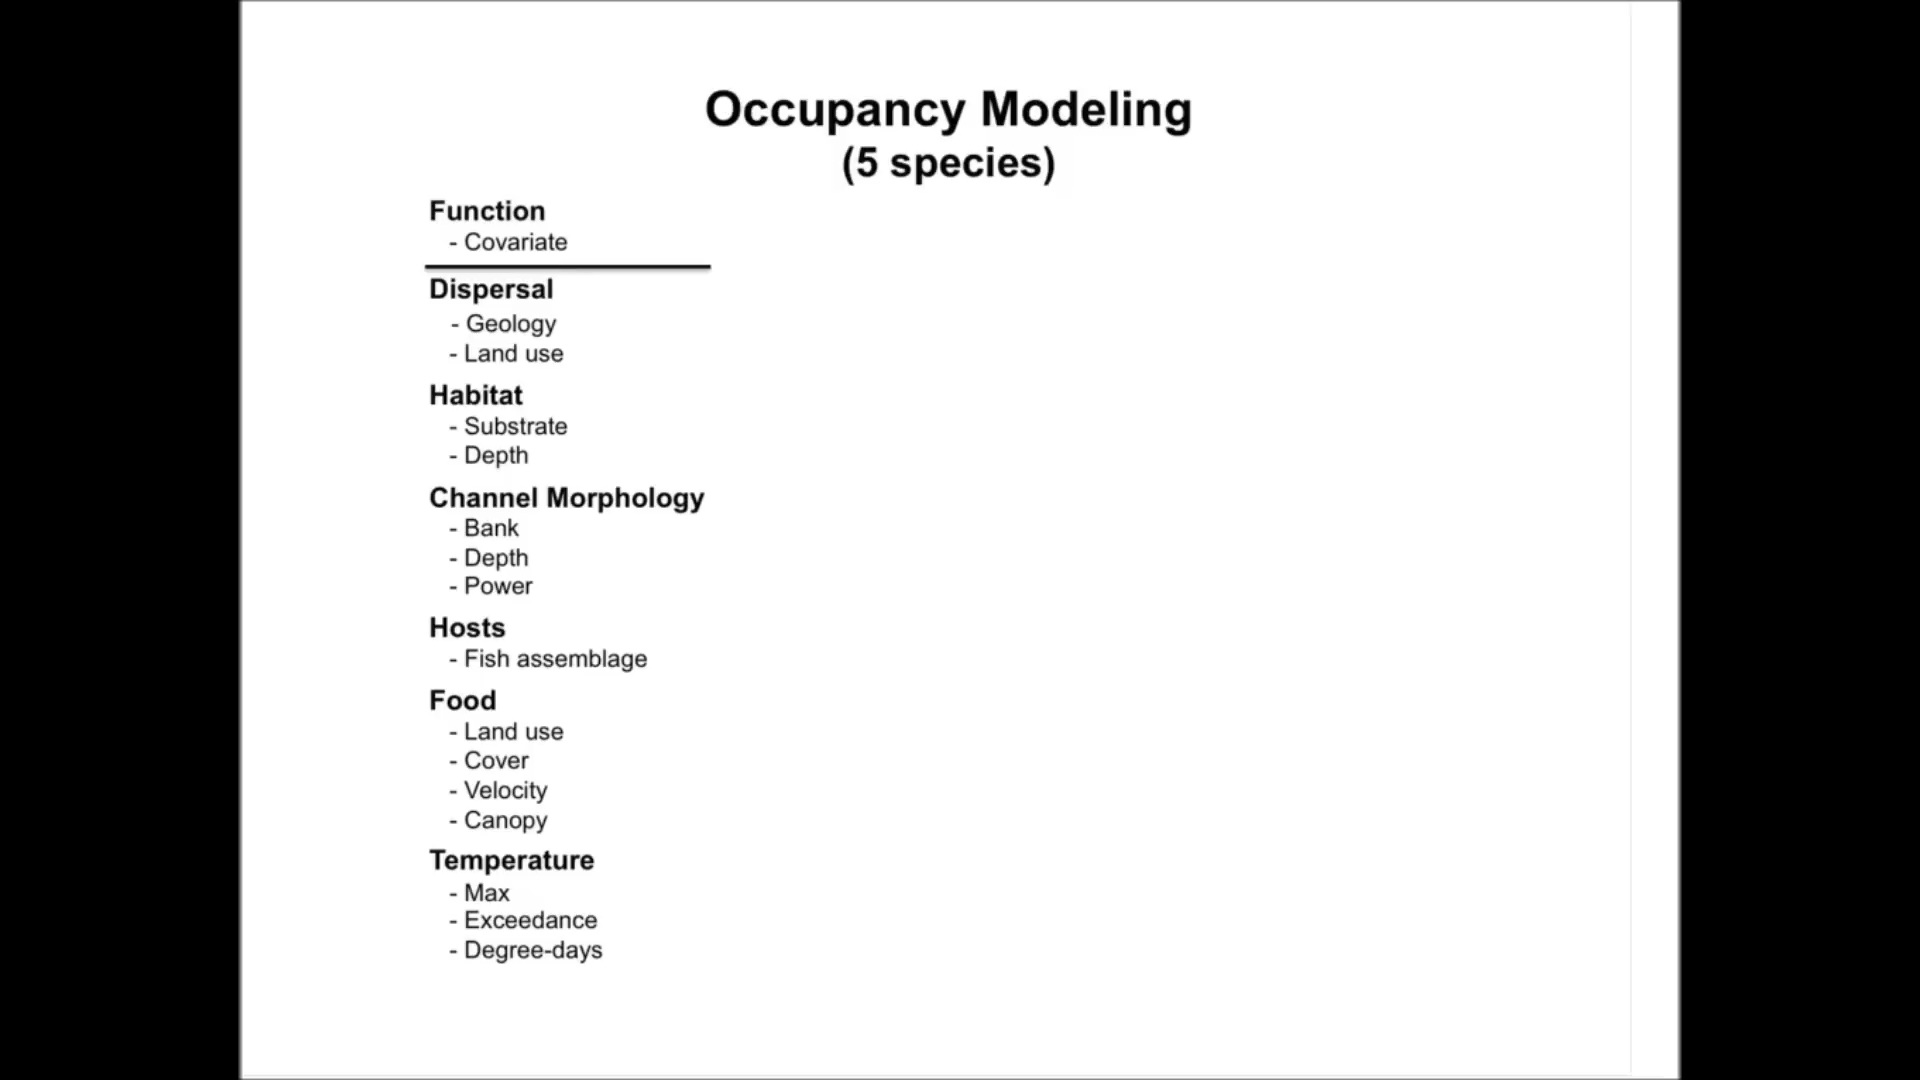 Occupancy Modeling
(5 species)
Function
- Covariate
Dispersal
- Geology
- Land use
Habitat
- Substrate
- Depth
Channel Morphology
- Bank
- Depth
- Power
Hosts
- Fish assemblage
Food
- Land use
- Cover
- Velocity
- Canopy
Temperature
- Max
- Exceedance
- Degree-days